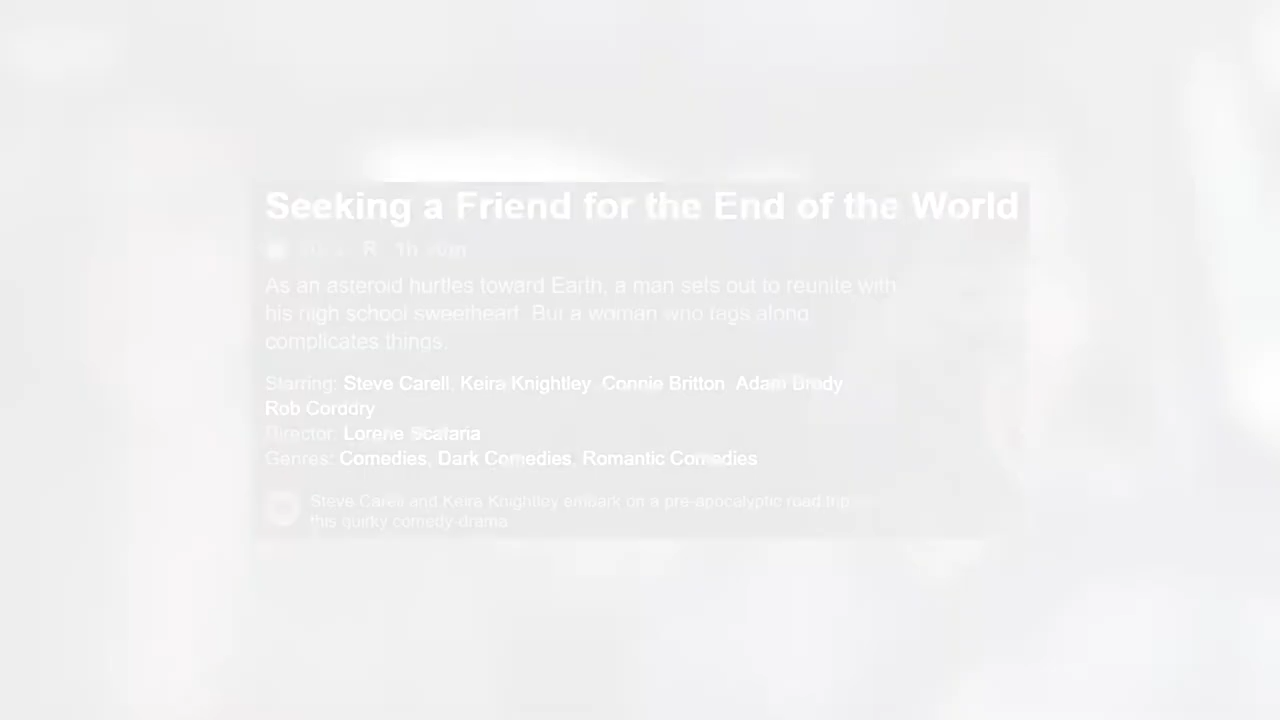 Seeking a Friend for the End of the World
R 1h
As an asteroid hurtles toward Earth, a man sets out to reunite with
his high school sweetheart. But a woman who tags along
complicates things.
Starring: Steve Carell, Keira Knightley, Connie Britton, Adam Brody
Rob Corddry
Director: Lorene Scafaria
Genres: Comedies, Dark Comedies, Romantic Comedies
Steve Carell and Keira Knightley embark on a pre-apocalyptic road trip
this quirky comedy-drama